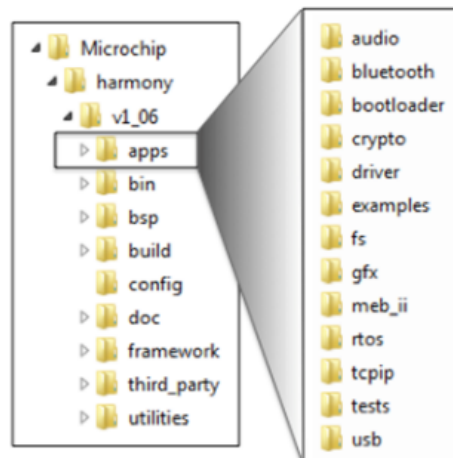 Microchip
harmony
v1_06
apps
bin
bsp
build
config
doc
framework
third_party
utilities
audio
bluetooth
bootloader
crypto
driver
examples
fs
gfx
meb_ii
rtos
tcpip
tests
usb